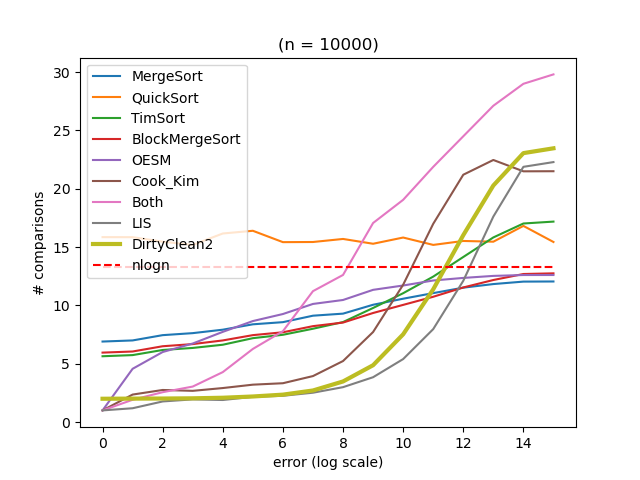 (n = 10000)
MergeSort
QuickSort
TimSort
BlockMergeSort
OESM
Cook_Kim
Both
LIS
DirtyClean2
nlogn
# comparisons
30
25
20
15
10
5
0
0 2 4 6 8 10 12 14
error (log scale)